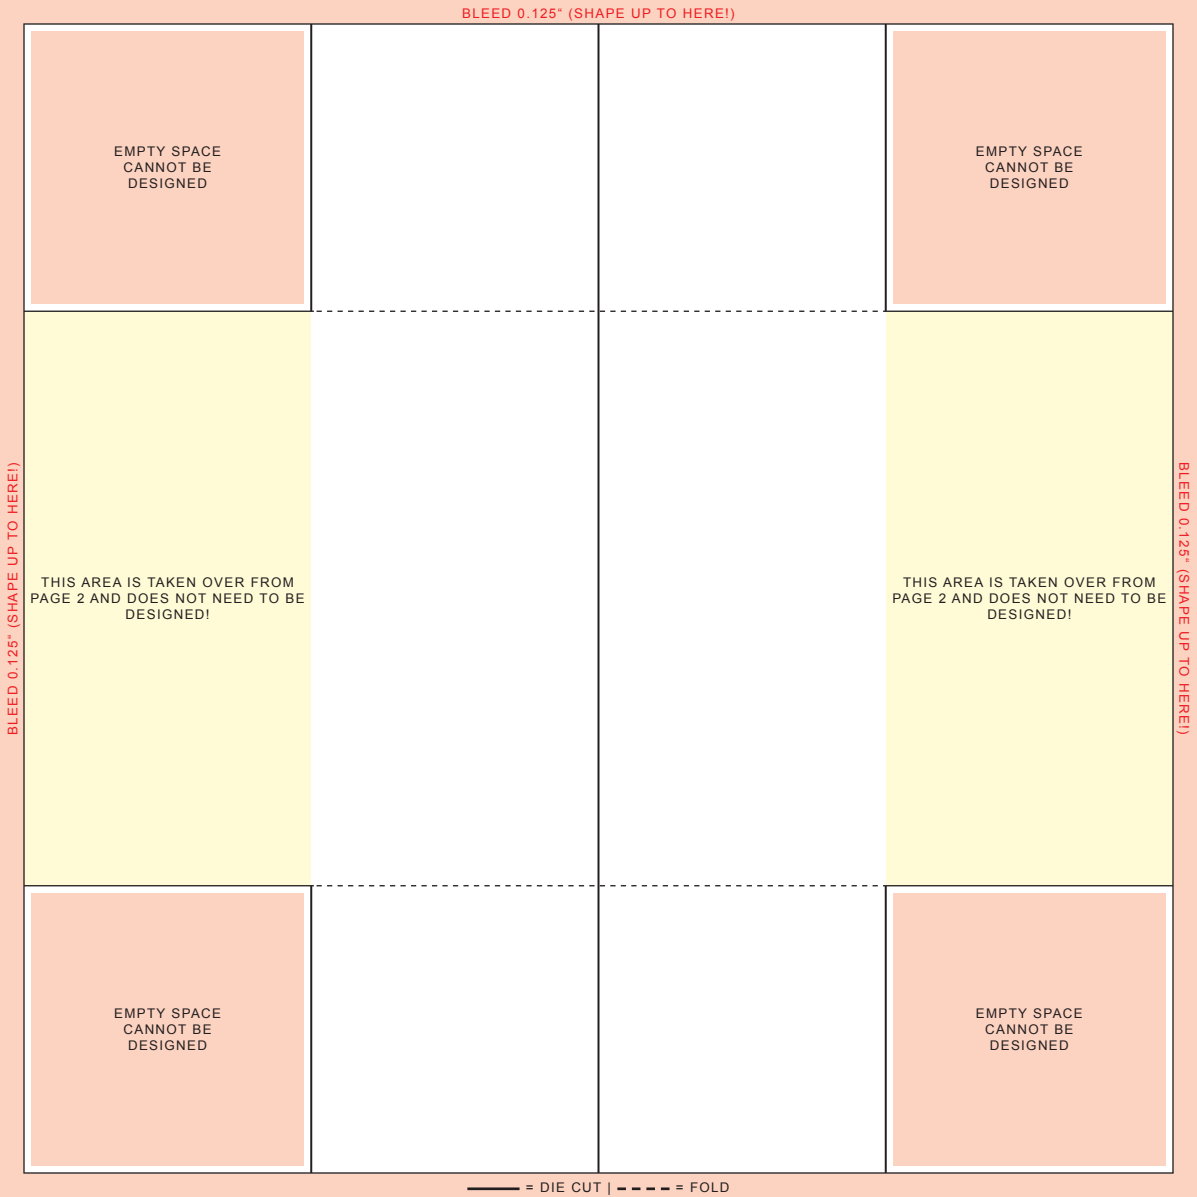 BLEED 0.125“ (SHAPE UP TO HERE!)
EMPTY SPACE
CANNOT BE
DESIGNED
EMPTY SPACE
CANNOT BE
DESIGNED
BLEED 0.125“ (SHAPE UP TO HERE!)
THIS AREA IS TAKEN OVER FROM
PAGE 2 AND DOES NOT NEED TO BE
DESIGNED!
THIS AREA IS TAKEN OVER FROM
PAGE 2 AND DOES NOT NEED TO BE
DESIGNED!
BLEED 0.125“ (SHAPE UP TO HERE!)
EMPTY SPACE
CANNOT BE
DESIGNED
EMPTY SPACE
CANNOT BE
DESIGNED
= DIE CUT | = FOLD